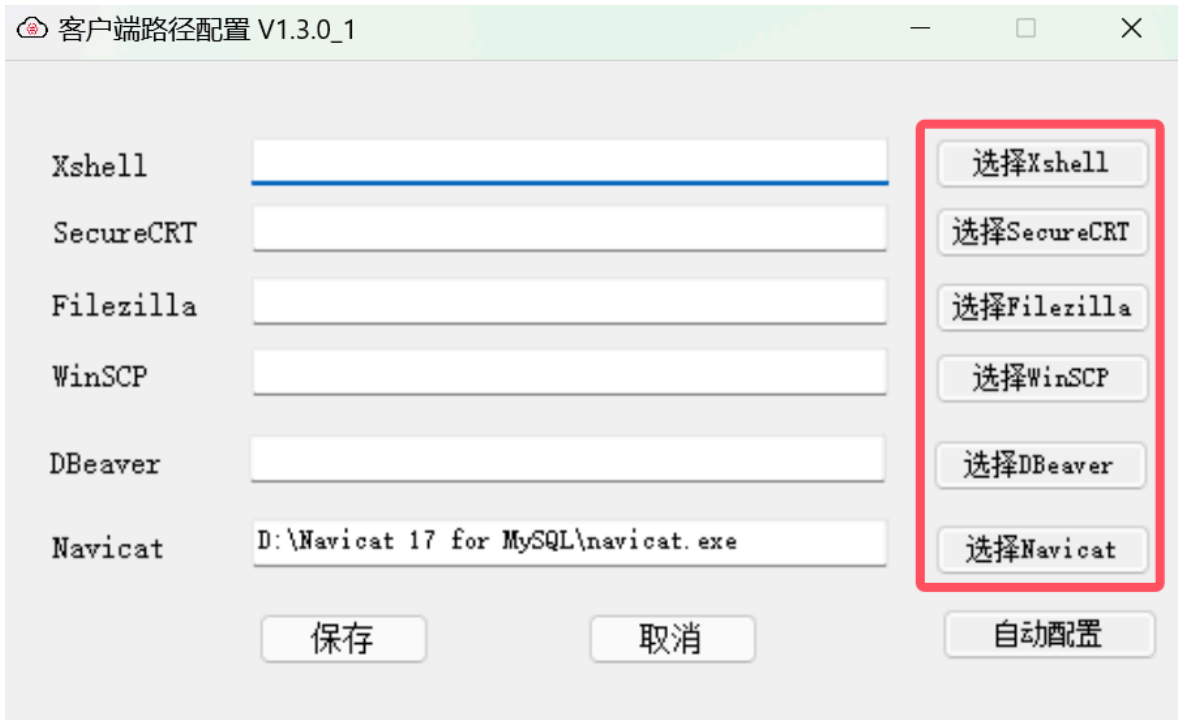 客户端路径配置 V1.3.0_1
Xshell 选择Xshell
SecureCRT 选择SecureCRT
Filezilla 选择Filezilla
WinSCP 选择WinSCP
DBeaver 选择DBeaver
Navicat D:\Navicat 17 for MySQL\navicat.exe 选择Navicat
保存 取消 自动配置